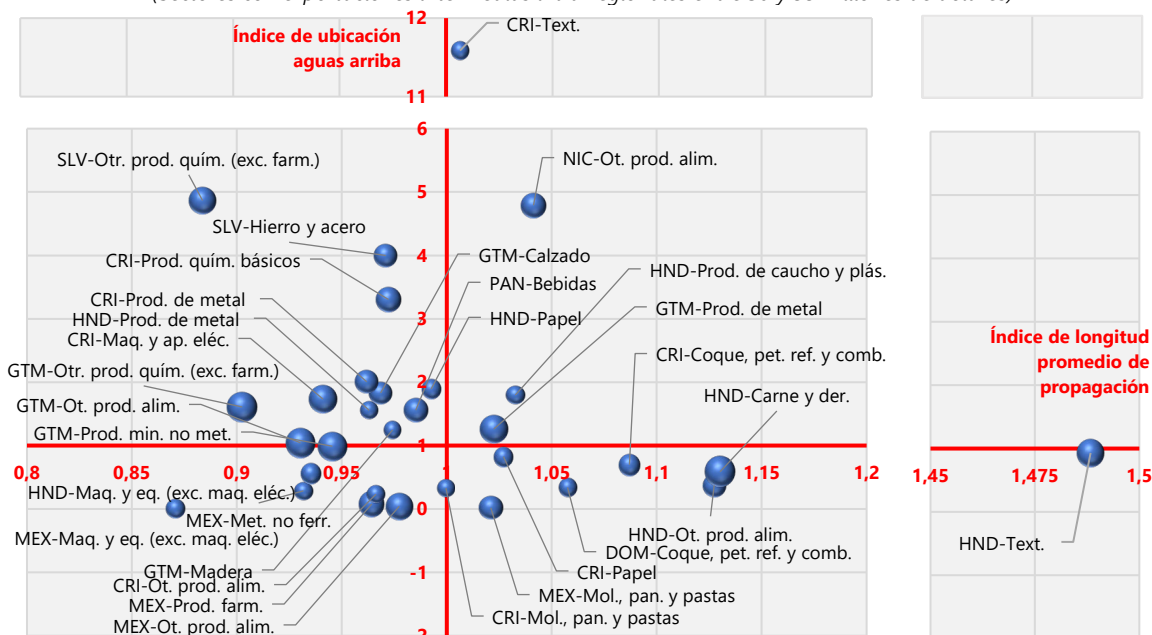 12
CRI-Text.
Índice de ubicación
aguas arriba
11
6
SLV-Otr. prod. quím. (exc. farm.)
NIC-Ot. prod. alim.
5
SLV-Hierro y acero
4
GTM-Calzado
CRI-Prod. quím. básicos
HND-Prod. de caucho y plás.
PAN-Bebidas
CRI-Prod. de metal
GTM-Prod. de metal
3
HND-Prod. de metal
HND-Papel
CRI-Maq. y ap. eléc.
Índice de longitud
promedio de
propagación
CRI-Coque, pet. ref. y comb.
GTM-Otr. prod. quím. (exc. farm.)
2
HND-Carne y der.
GTM-Ot. prod. alim.
GTM-Prod. min. no met.
1
0,8
0,85
0,9
0,95
1
1,05
1,1
1,15
1,2
1,45
1,475
1,5
HND-Maq. y eq. (exc. maq. eléc.)
0
MEX-Met. no ferr.
MEX-Maq. y eq. (exc. maq. eléc.)
HND-Ot. prod. alim.
HND-Text.
DOM-Coque, pet. ref. y comb.
GTM-Madera
-1
CRI-Papel
CRI-Ot. prod. alim.
MEX-Prod. farm.
MEX-Mol., pan. y pastas
CRI-Mol., pan. y pastas
MEX-Ot. prod. alim.